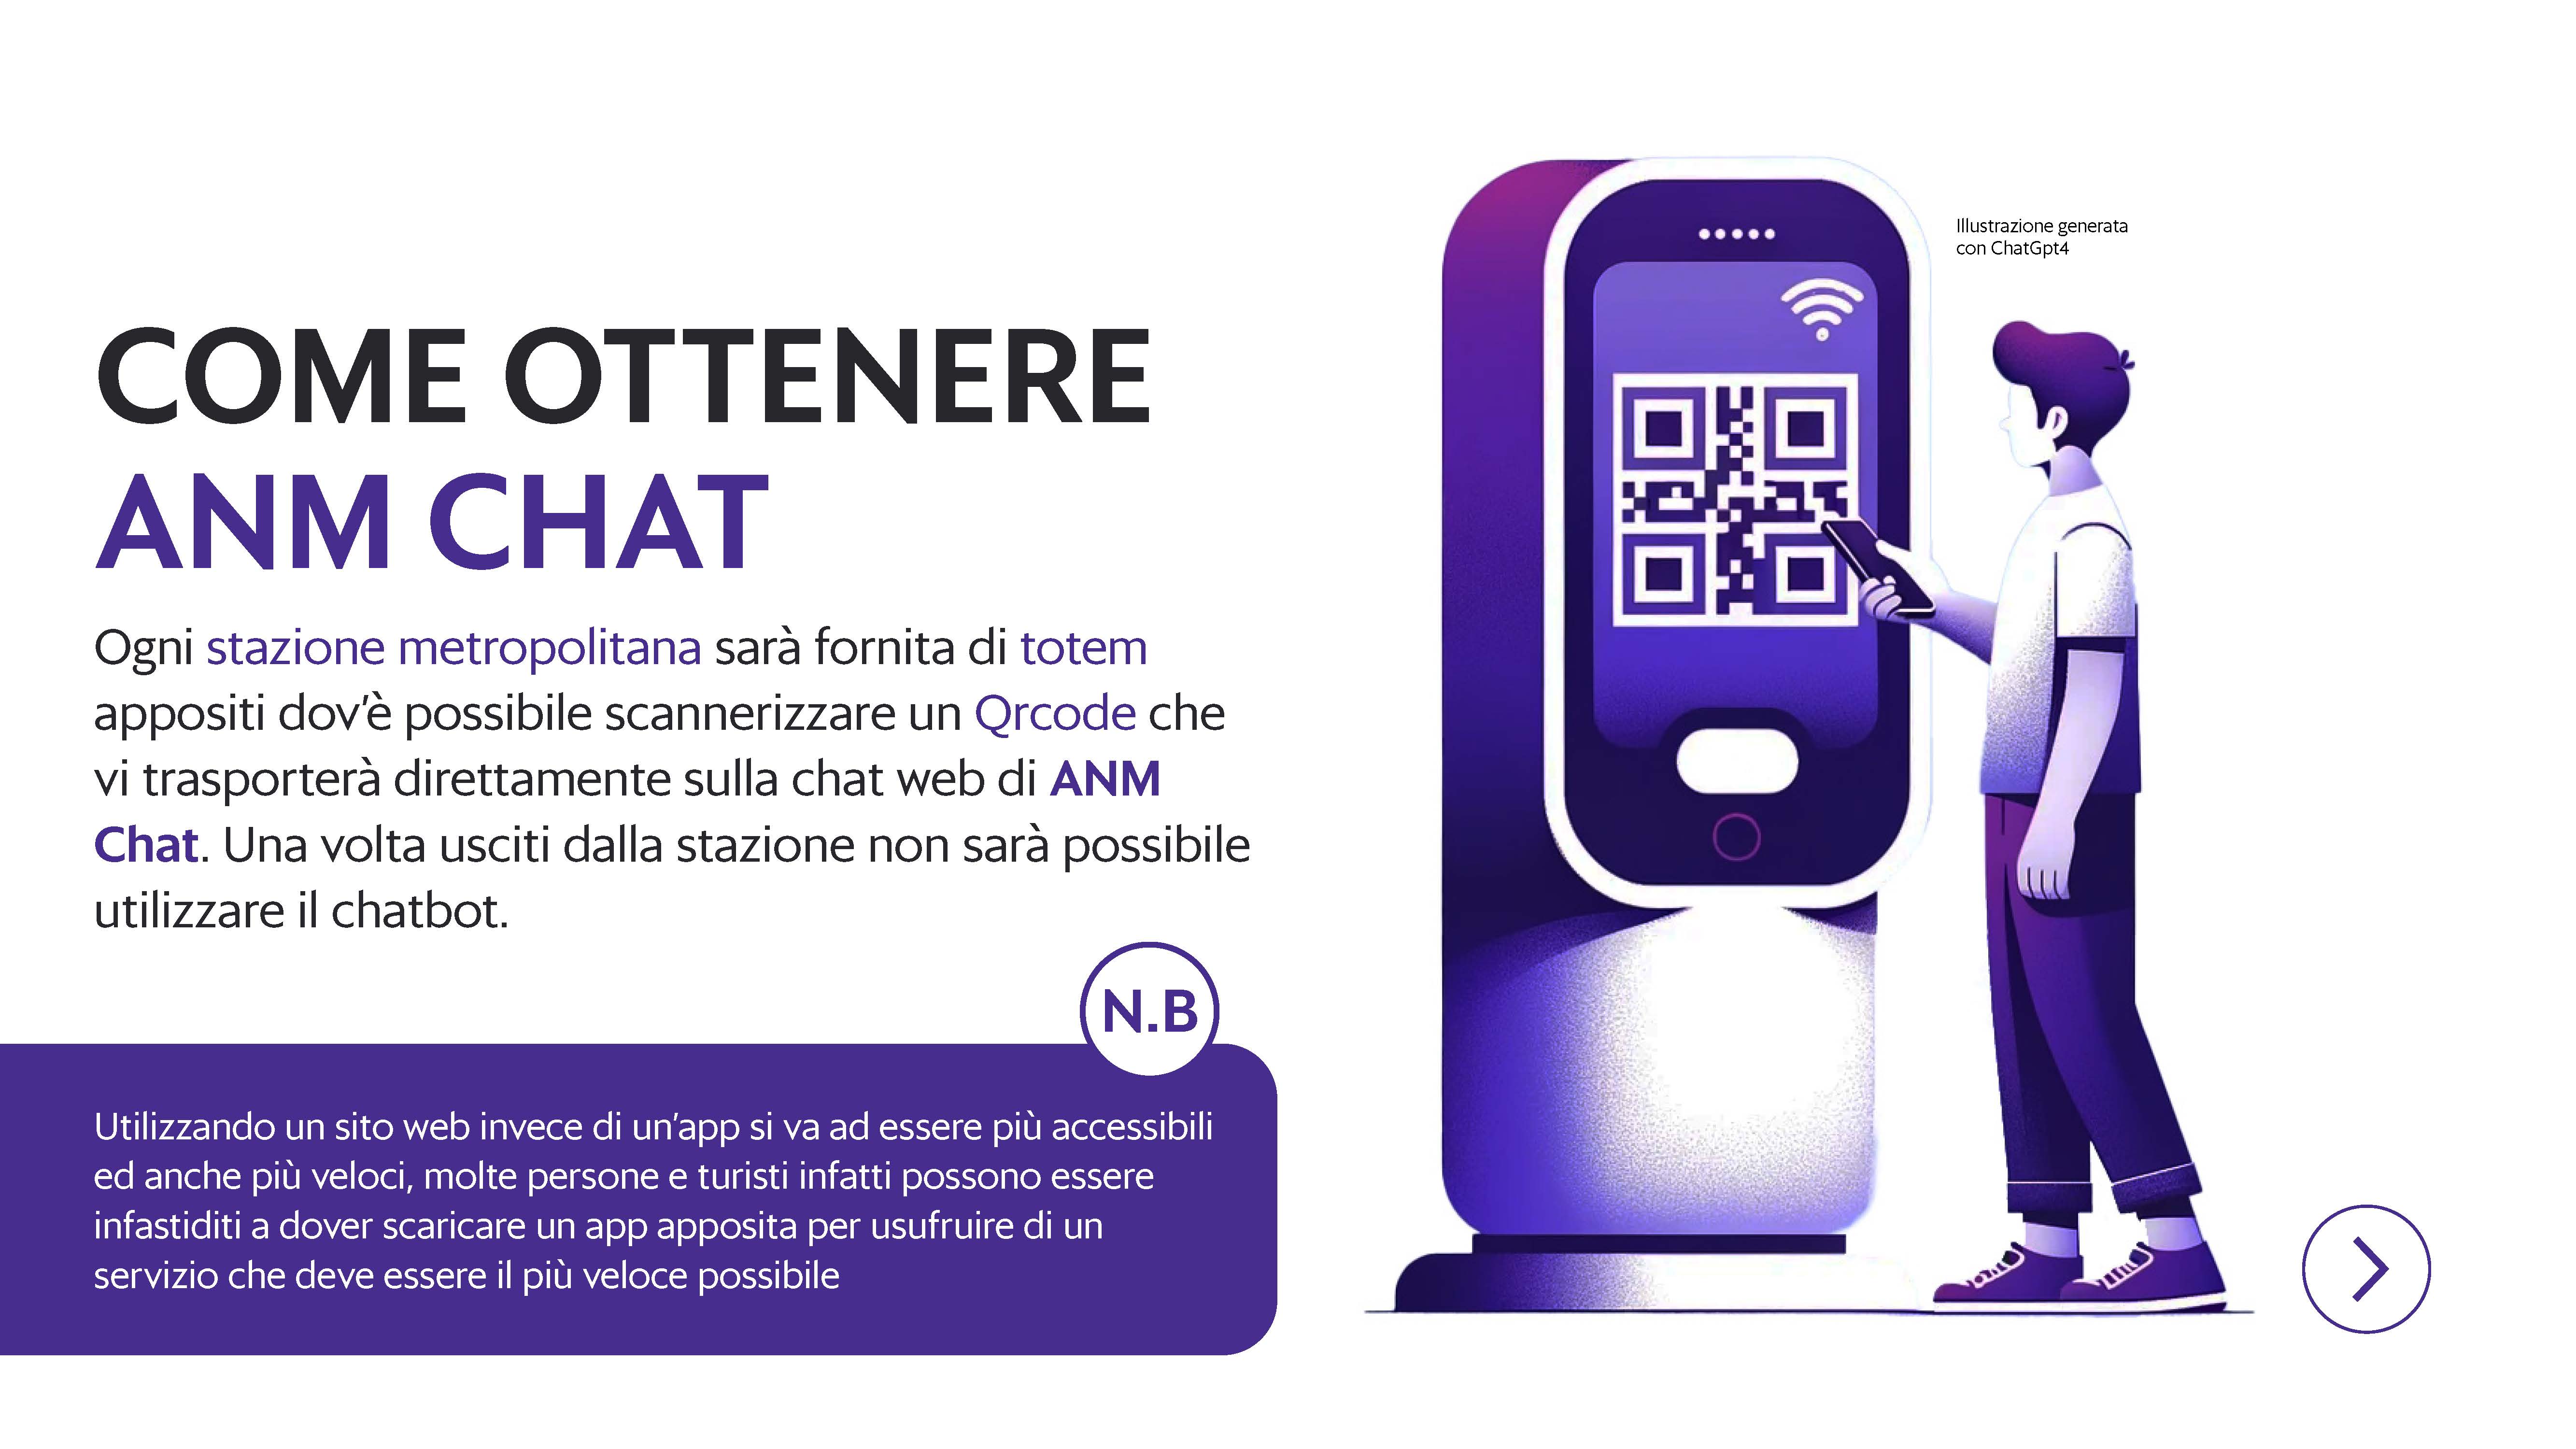 COME OTTENERE
ANM CHAT
Ogni stazione metropolitana sarà fornita di totem
appositi dov’è possibile scannerizzare un Qrcode che
vi trasporterà direttamente sulla chat web di ANM
Chat. Una volta usciti dalla stazione non sarà possibile
utilizzare il chatbot.
N.B
Utilizzando un sito web invece di un’app si va ad essere più accessibili
ed anche più veloci, molte persone e turisti infatti possono essere
infastiditi a dover scaricare un app apposita per usufruire di un
servizio che deve essere il più veloce possibile
Illustrazione generata
con ChatGpt4